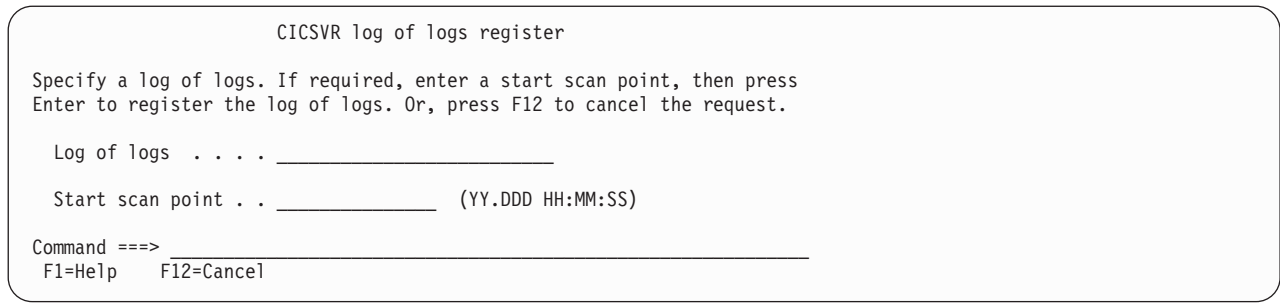 CICSVR log of logs register
Specify a log of logs. If required, enter a start scan point, then press
Enter to register the log of logs. Or, press F12 to cancel the request.
Log of logs . . . . __________________________
Start scan point . . _______________ (YY.DDD HH:MM:SS)
Command ===> ____________________________________________________________
F1=Help F12=Cancel